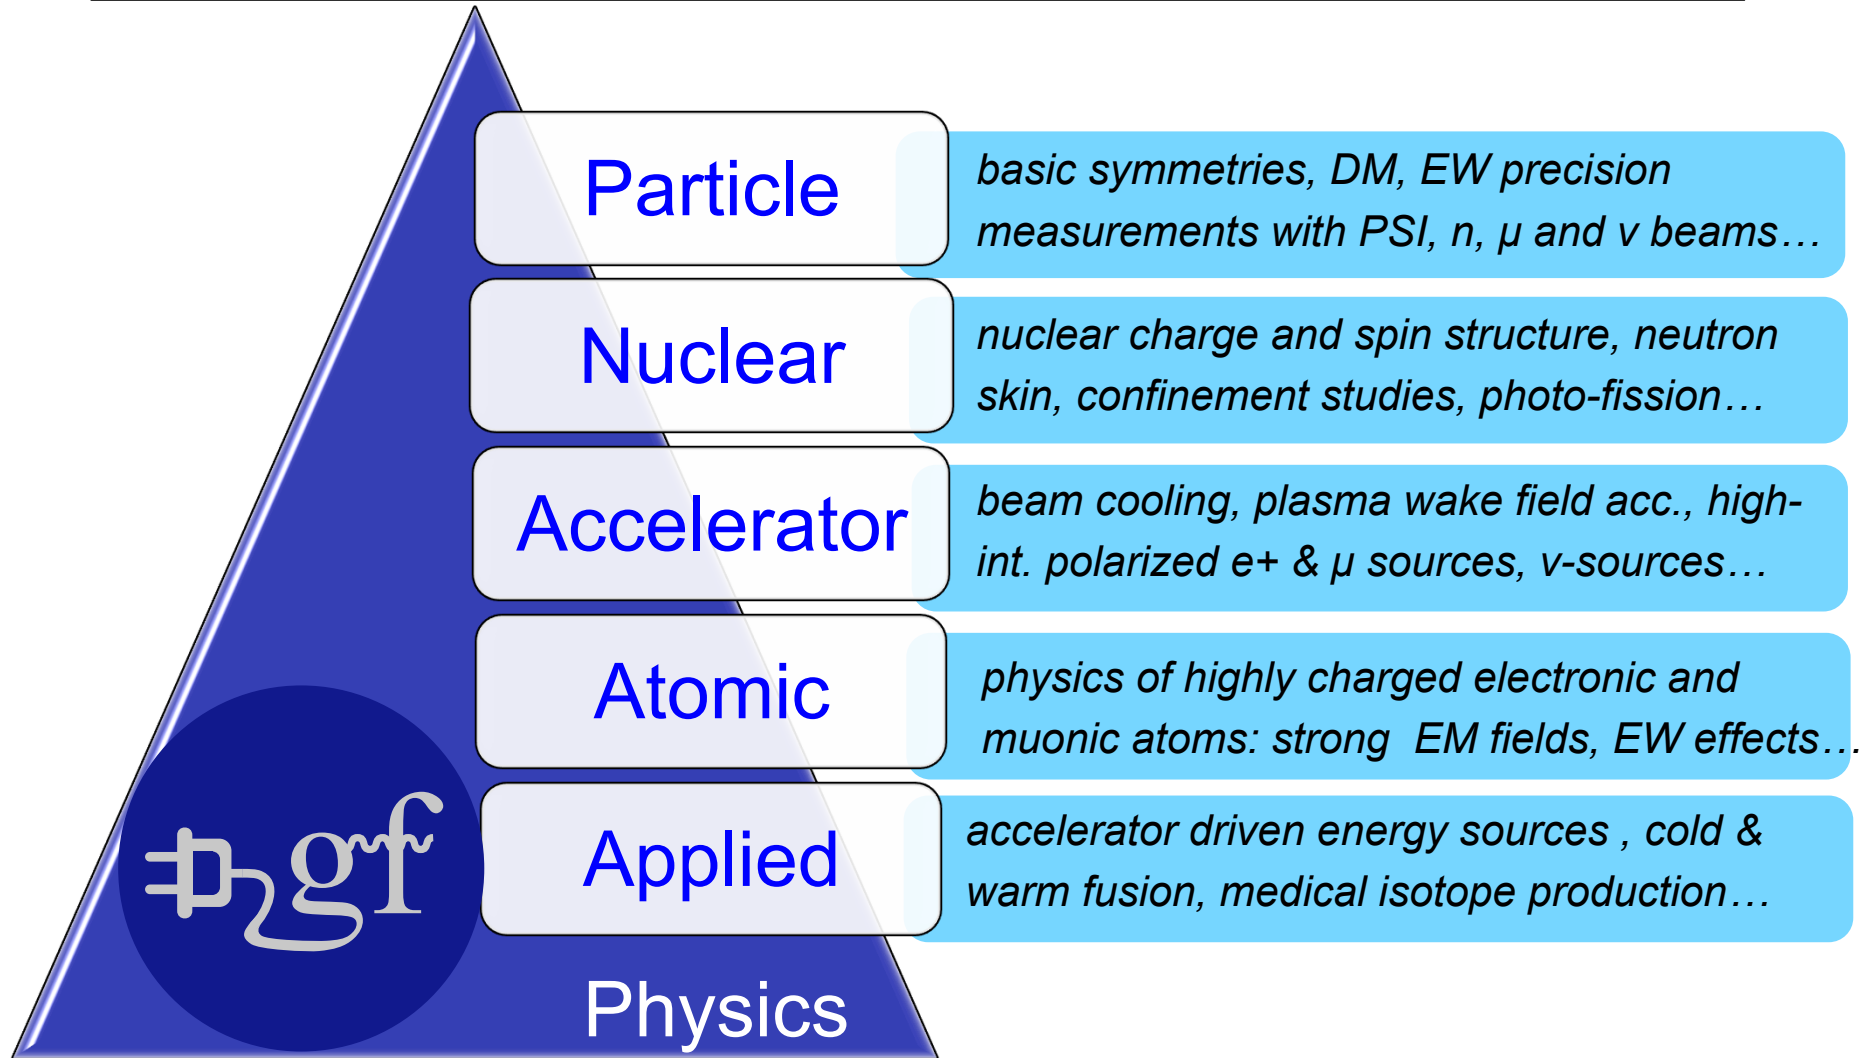 Particle
basic symmetries, DM, EW precision
measurements with PSI, n, μ and ν beams…
Nuclear
nuclear charge and spin structure, neutron
skin, confinement studies, photo-fission…
Accelerator
beam cooling, plasma wake field acc., high-
int. polarized e+ & μ sources, ν-sources…
Atomic
physics of highly charged electronic and
muonic atoms: strong EM fields, EW effects…
Applied
accelerator driven energy sources , cold &
warm fusion, medical isotope production…
gf
Physics